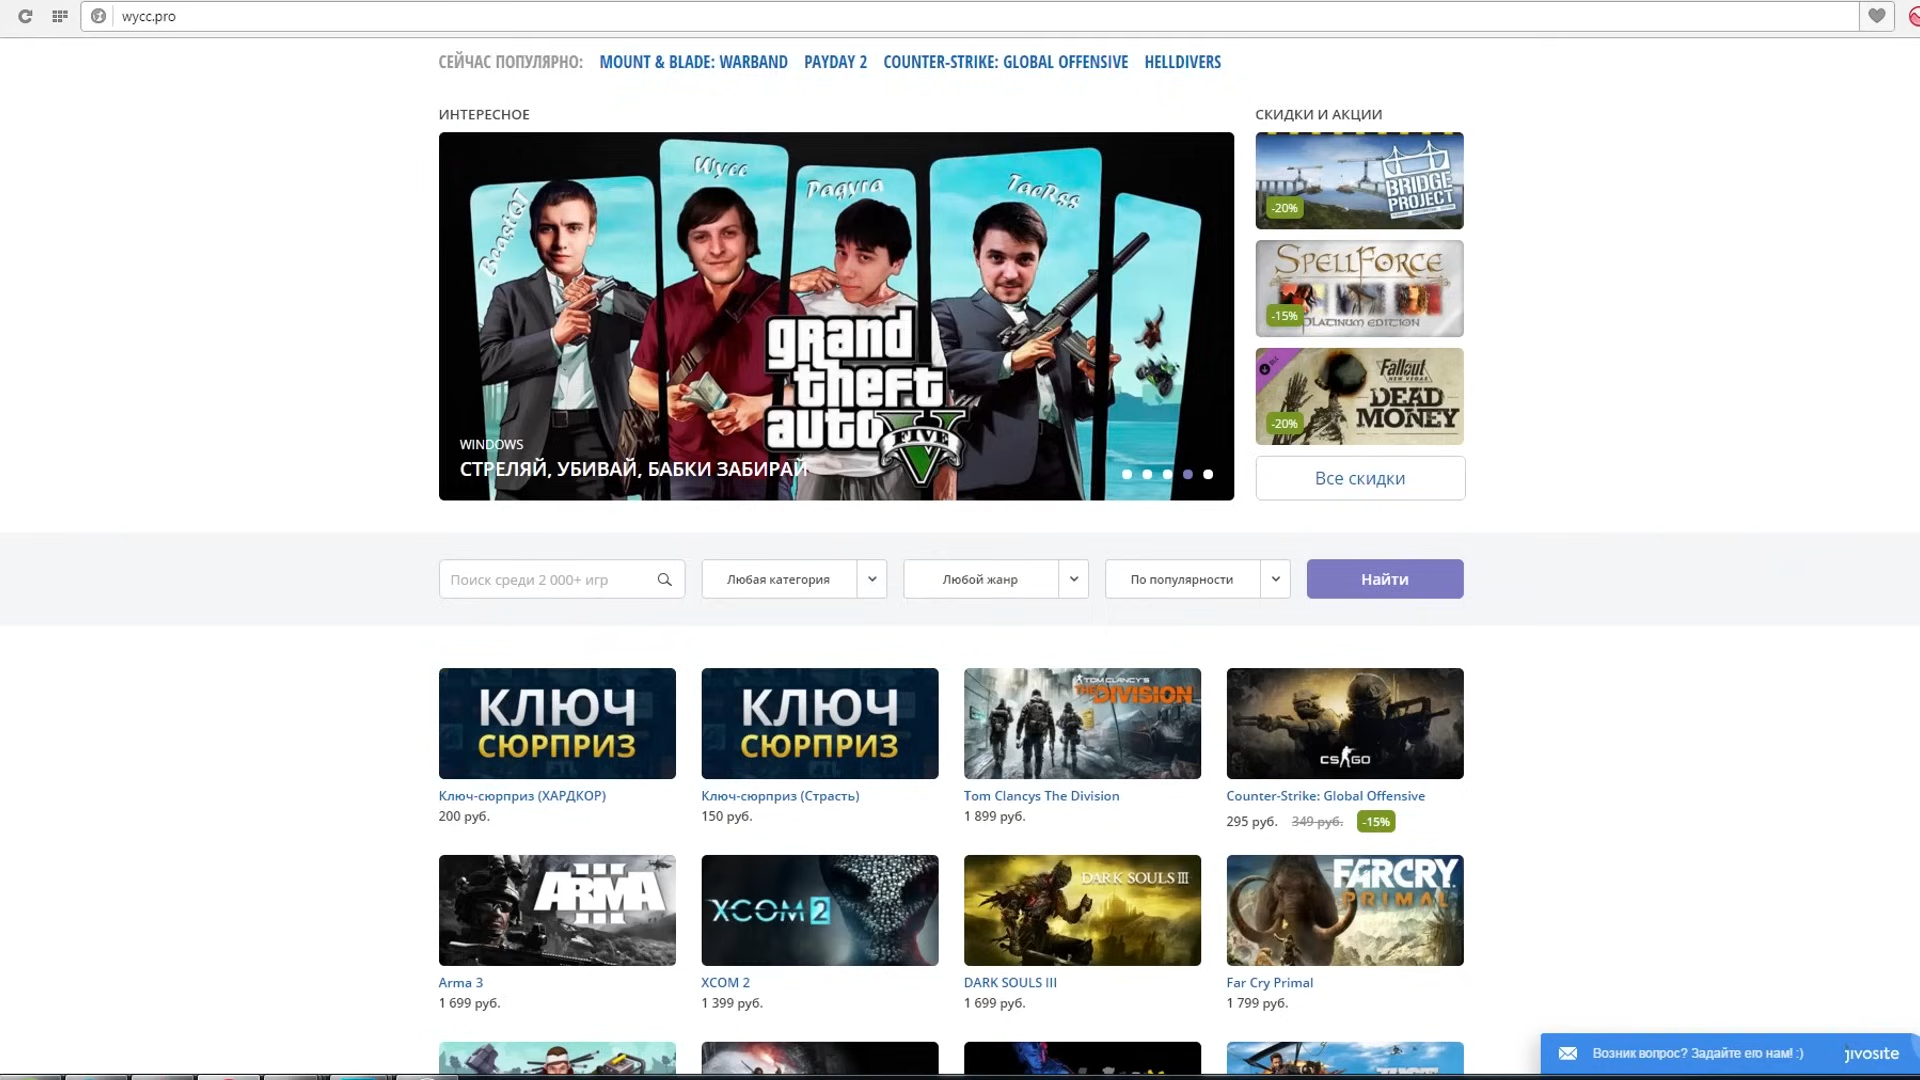 wycc.pro
СЕЙЧАС ПОПУЛЯРНО: MOUNT & BLADE: WARBAND PAYDAY 2 COUNTER-STRIKE: GLOBAL OFFENSIVE HELLDIVERS
ИНТЕРЕСНОЕ
Wycc
Радуга
TaeRss
grand
theft
auto
FIVE
WINDOWS
СТРЕЛЯЙ, УБИВАЙ, БАБКИ ЗАБИРАЙ
СКИДКИ И АКЦИИ
BRIDGE
PROJECT
-20%
SPELLFORCE
-15%
PLATINUM EDITION
Fallout
NEW VEGAS
DEAD
MONEY
-20%
Все скидки
Поиск среди 2 000+ игр
Любая категория
Любой жанр
По популярности
Найти
КЛЮЧ
СЮРПРИЗ
Ключ-сюрприз (ХАРДКОР)
200 руб.
КЛЮЧ
СЮРПРИЗ
Ключ-сюрприз (Страсть)
150 руб.
TOM CLANCY'S
THE DIVISION
Tom Clancys The Division
1 899 руб.
CS GO
Counter-Strike: Global Offensive
295 руб. 349 руб. -15%
ARMA
III
Arma 3
1 699 руб.
XCOM 2
XCOM 2
1 399 руб.
DARK SOULS III
DARK SOULS III
1 699 руб.
FARCRY
PRIMAL
Far Cry Primal
1 799 руб.
Возник вопрос? Задайте его нам! :)
jivosite